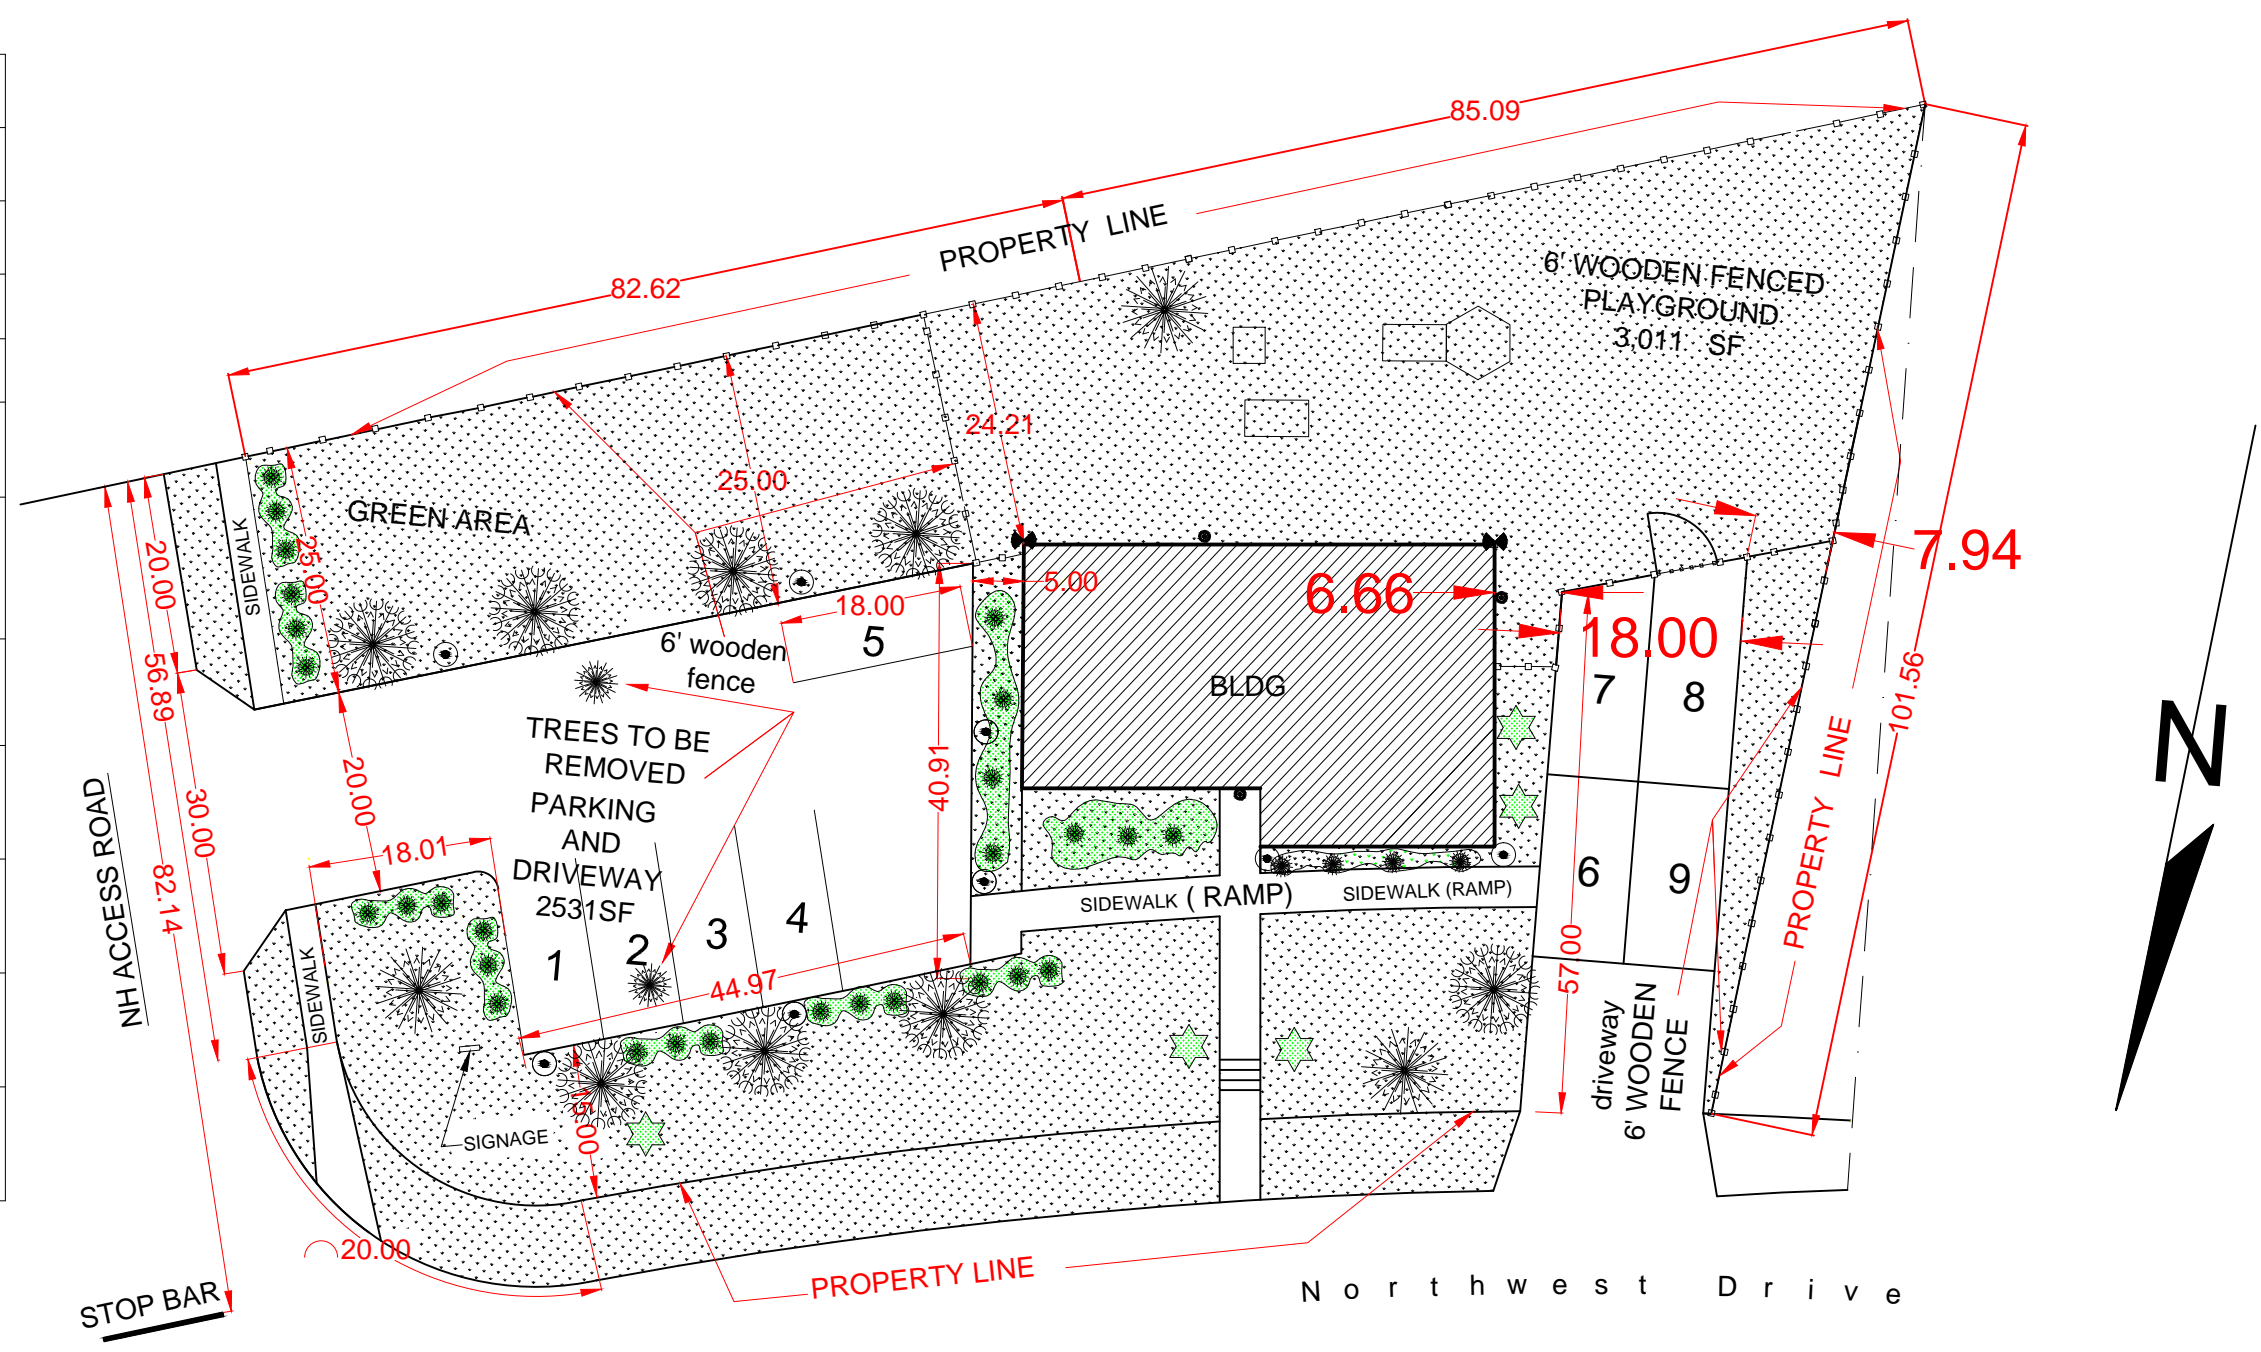 85.09
PROPERTY LINE
82.62
6' WOODEN FENCED
PLAYGROUND
3,011 SF
24.21
25.00
GREEN AREA
SIDEWALK
25.00
20.00
56.89
30.00
82.14
NH ACCESS ROAD
5.00
18.00
5
6' wooden
fence
6.66
18.00
7.94
BLDG
7
8
6
9
101.56
PROPERTY LINE
N
TREES TO BE
REMOVED
PARKING
AND
DRIVEWAY
2531SF
20.00
18.01
40.91
1
2
3
4
44.97
SIDEWALK ( RAMP)
SIDEWALK (RAMP)
SIDEWALK
57.00
driveway
6' WOODEN
FENCE
SIGNAGE
15.00
20.00
STOP BAR
PROPERTY LINE
Northwest Drive